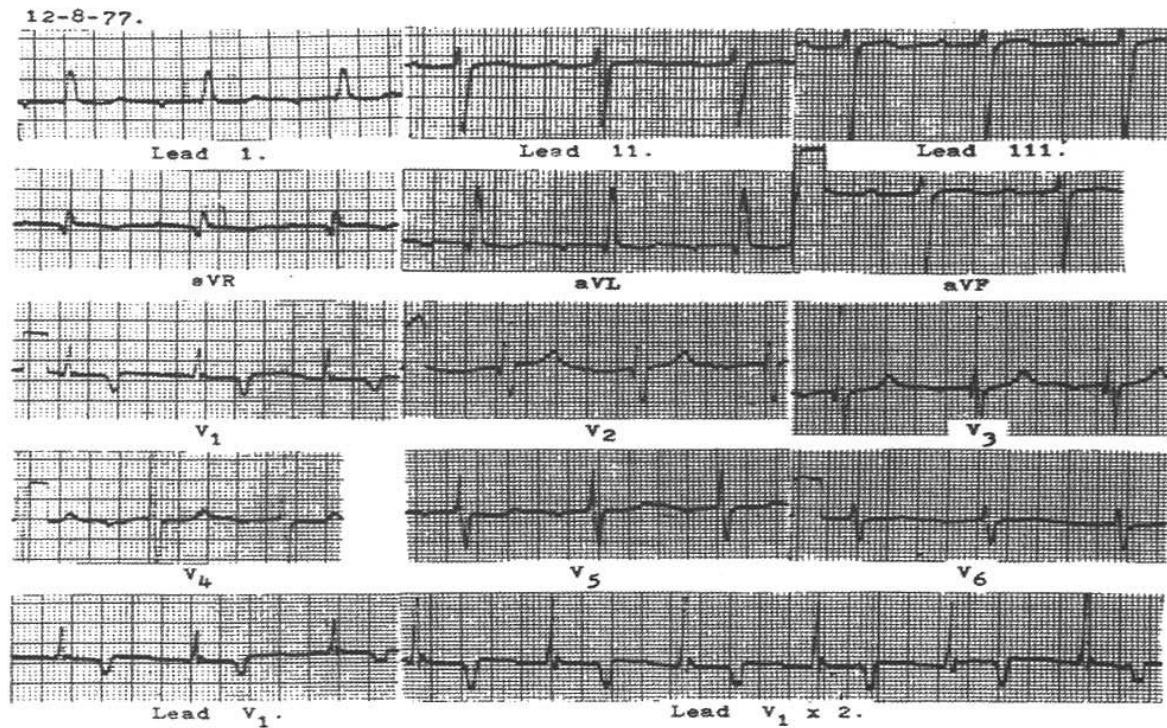 12-8-77.
Lead 1. Lead 11. Lead 111.
aVR aVL aVF
V1 V2 V3
V4 V5 V6
Lead V1. Lead V1 x 2.